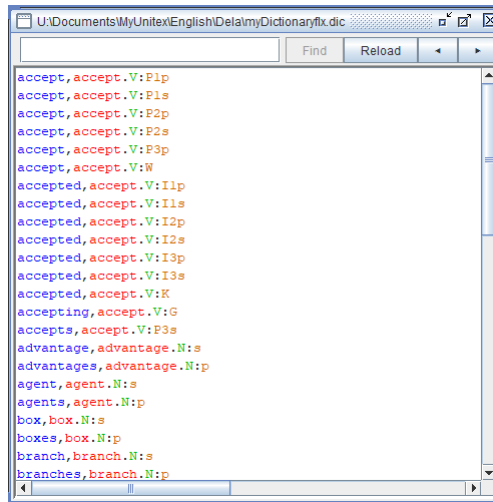 U:\Documents\MyUnitex\English\Dela\myDictionaryflx.dic
Find Reload
accept,accept.V:P1p
accept,accept.V:P1s
accept,accept.V:P2p
accept,accept.V:P2s
accept,accept.V:P3p
accept,accept.V:W
accepted,accept.V:I1p
accepted,accept.V:I1s
accepted,accept.V:I2p
accepted,accept.V:I2s
accepted,accept.V:I3p
accepted,accept.V:I3s
accepted,accept.V:K
accepting,accept.V:G
accepts,accept.V:P3s
advantage,advantage.N:s
advantages,advantage.N:p
agent,agent.N:s
agents,agent.N:p
box,box.N:s
boxes,box.N:p
branch,branch.N:s
branches,branch.N:p